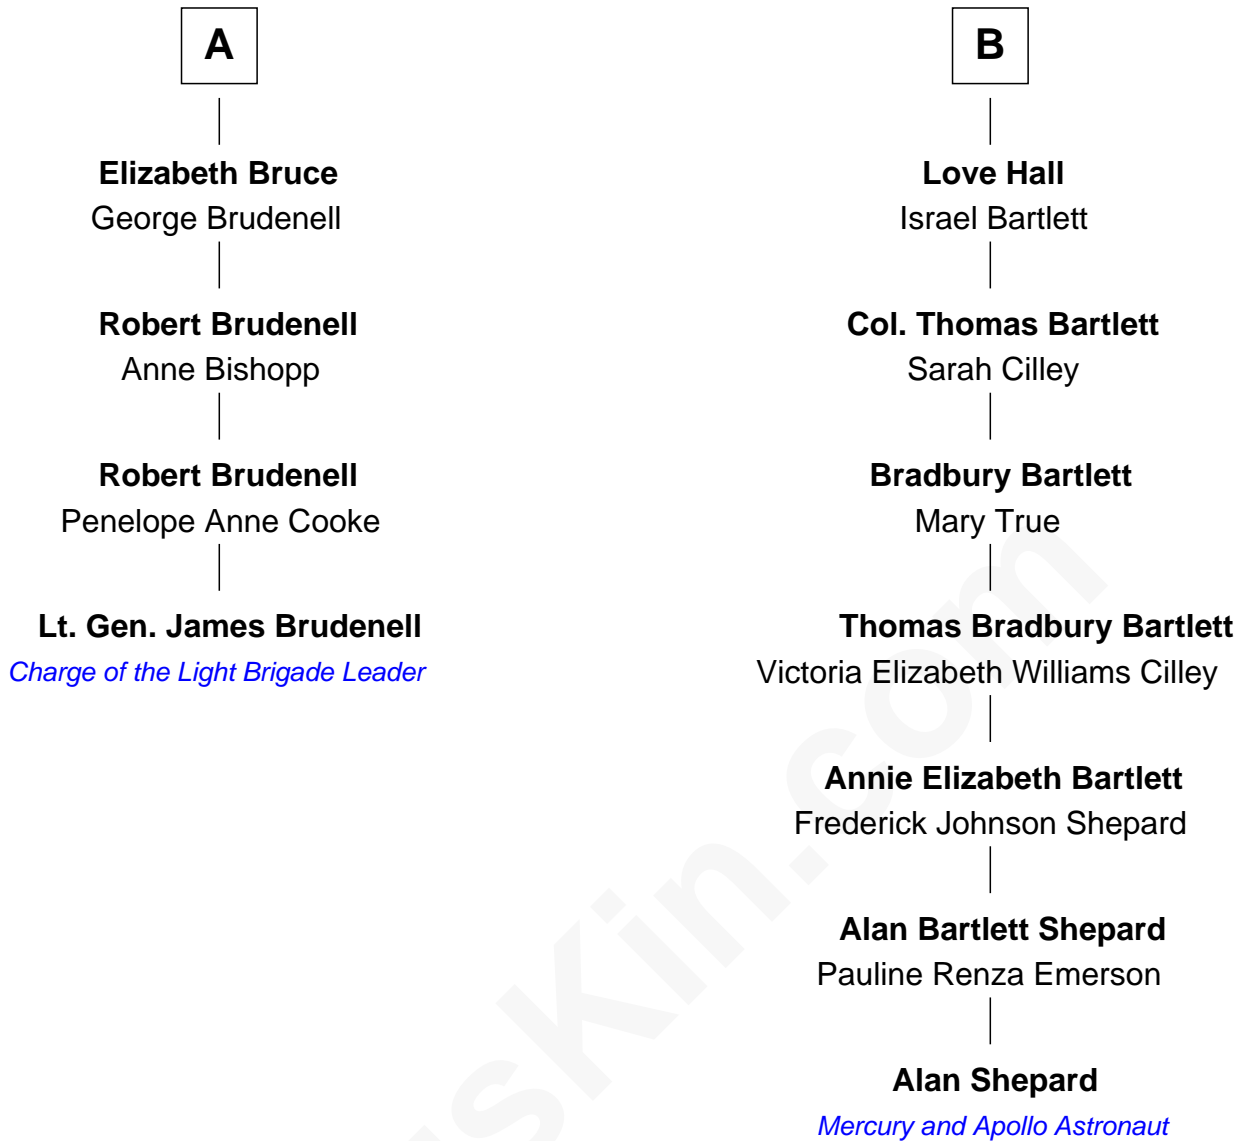 A
Elizabeth Bruce
George Brudenell
Robert Brudenell
Anne Bishopp
Robert Brudenell
Penelope Anne Cooke
Lt. Gen. James Brudenell
Charge of the Light Brigade Leader
B
Love Hall
Israel Bartlett
Col. Thomas Bartlett
Sarah Cilley
Bradbury Bartlett
Mary True
Thomas Bradbury Bartlett
Victoria Elizabeth Williams Cilley
Annie Elizabeth Bartlett
Frederick Johnson Shepard
Alan Bartlett Shepard
Pauline Renza Emerson
Alan Shepard
Mercury and Apollo Astronaut